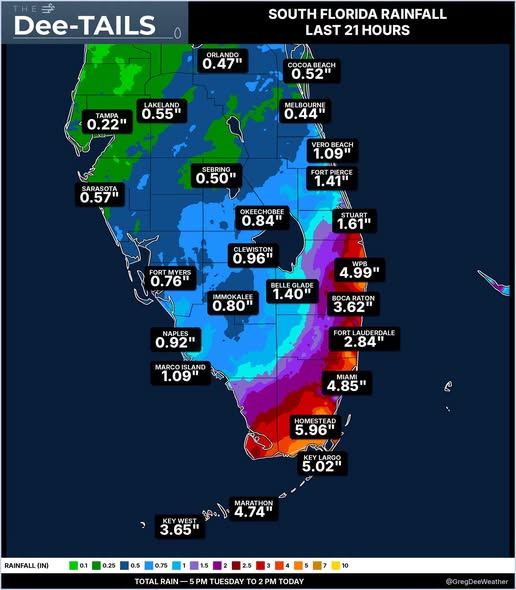 THE
Dee-TAILS
SOUTH FLORIDA RAINFALL
LAST 21 HOURS
ORLANDO
0.47"
COCOA BEACH
0.52"
LAKELAND
0.55"
MELBOURNE
0.44"
TAMPA
0.22"
VERO BEACH
1.09"
SEBRING
0.50"
FORT PIERCE
1.41"
SARASOTA
0.57"
OKEECHOBEE
0.84"
STUART
1.61"
CLEWISTON
0.96"
WPB
4.99"
FORT MYERS
0.76"
BELLE GLADE
1.40"
IMMOKALEE
0.80"
BOCA RATON
3.62"
NAPLES
0.92"
FORT LAUDERDALE
2.84"
MARCO ISLAND
1.09"
MIAMI
4.85"
HOMESTEAD
5.96"
KEY LARGO
5.02"
MARATHON
4.74"
KEY WEST
3.65"
RAINFALL (IN) 0.1 0.25 0.5 0.75 1 1.5 2 2.5 3 4 5 7 10
TOTAL RAIN — 5 PM TUESDAY TO 2 PM TODAY
@GregDeeWeather